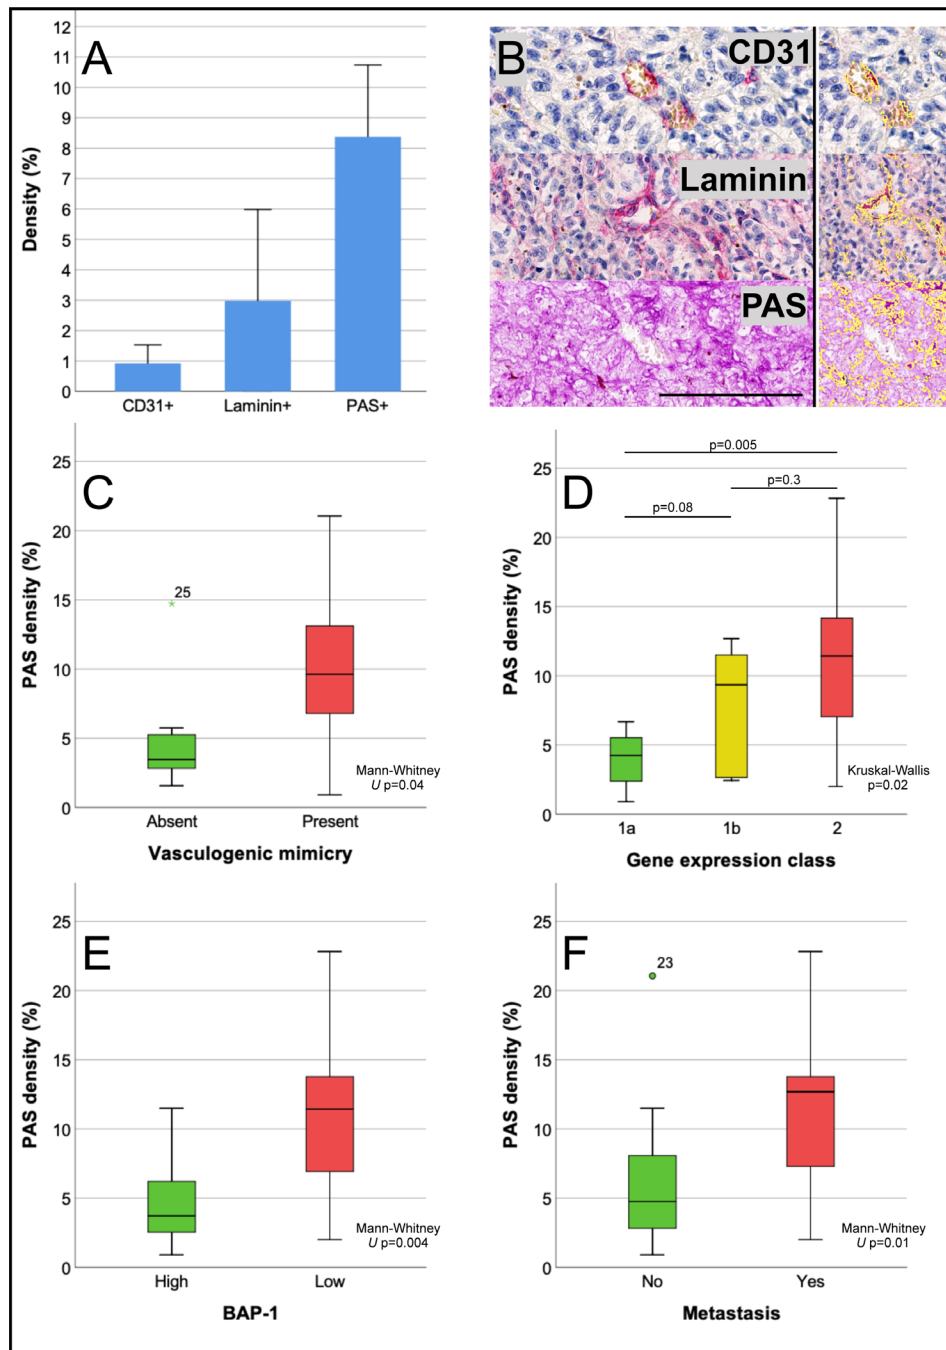 A
Density (%)
12
11
10
9
8
7
6
5
4
3
2
1
0
CD31+ Laminin+ PAS+
B
CD31
Laminin
PAS
C
PAS density (%)
25
20
15
10
5
0
25
Mann-Whitney
U p=0.04
Absent Present
Vasculogenic mimicry
D
PAS density (%)
25
20
15
10
5
0
p=0.005
p=0.3
p=0.08
Kruskal-Wallis
p=0.02
1a 1b 2
Gene expression class
E
PAS density (%)
25
20
15
10
5
0
Mann-Whitney
U p=0.004
High Low
BAP-1
F
PAS density (%)
25
20
15
10
5
0
23
Mann-Whitney
U p=0.01
No Yes
Metastasis